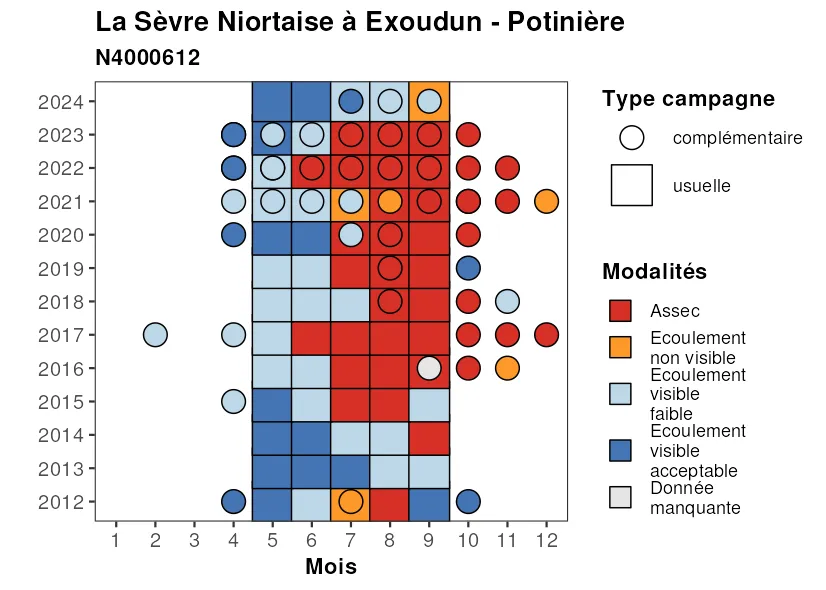 La Sèvre Niortaise à Exoudun - Potinière
N4000612
2024
2023
2022
2021
2020
2019
2018
2017
2016
2015
2014
2013
2012
1 2 3 4 5 6 7 8 9 10 11 12
Mois
Type campagne
complémentaire
usuelle
Modalités
Assec
Ecoulement
non visible
Ecoulement
visible
faible
Ecoulement
visible
acceptable
Donnée
manquante